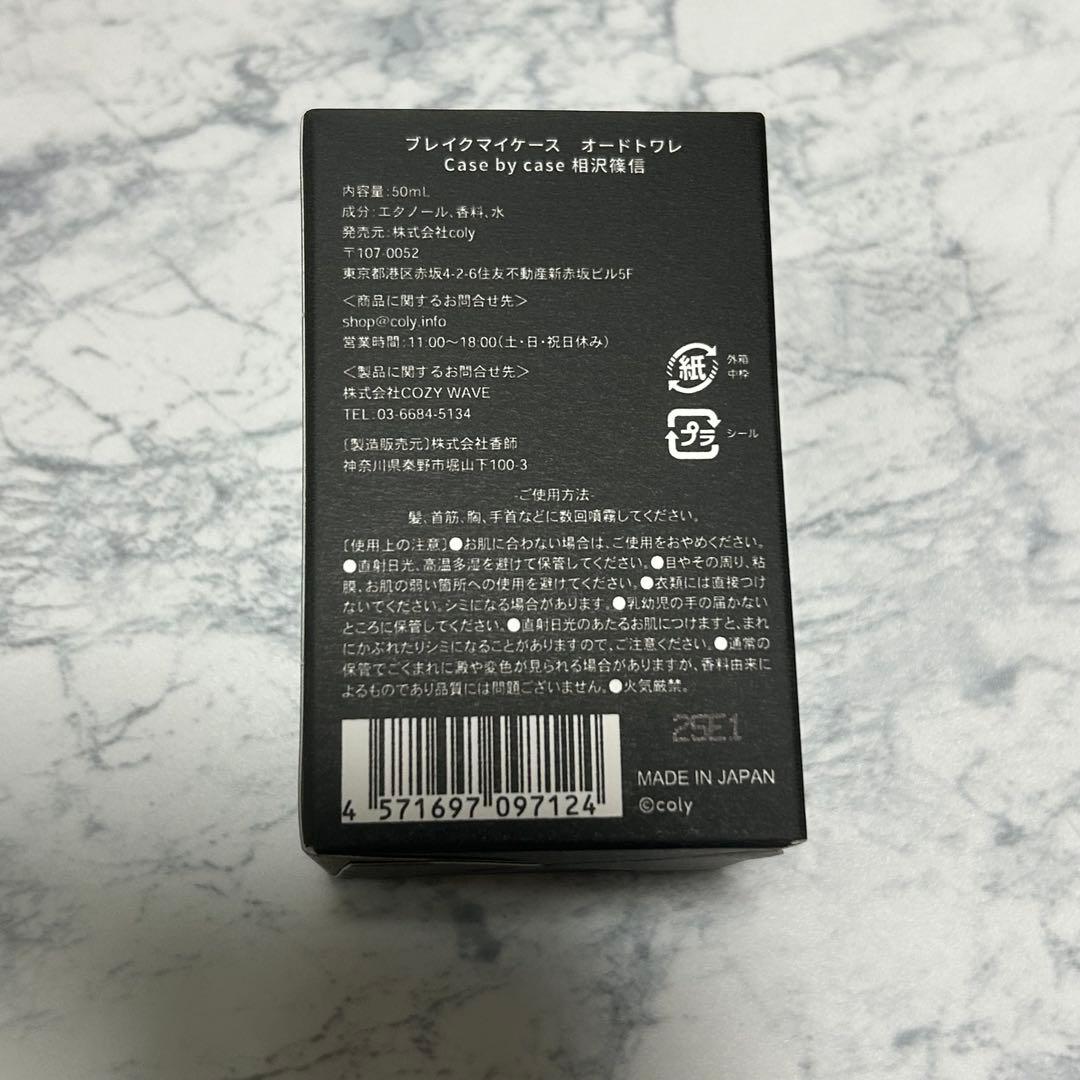 ブレイクマイケース　オードトワレ
Case by case 相沢篠信
内容量:50mL
成分:エタノール、香料、水
発売元:株式会社coly
〒107-0052
東京都港区赤坂4-2-6住友不動産新赤坂ビル5F
＜商品に関するお問合せ先＞
shop@coly.info
営業時間:11:00～18:00(土・日・祝日休み)
＜製品に関するお問合せ先＞
株式会社COZY WAVE
TEL:03-6684-5134
〔製造販売元〕株式会社香師
神奈川県秦野市堀山下100-3
紙
外箱
中枠
プラ
シール
-ご使用方法-
髪、首筋、胸、手首などに数回噴霧してください。
〔使用上の注意〕●お肌に合わない場合は、ご使用をおやめください。
●直射日光、高温多湿を避けて保管してください。●目やその周り、粘
膜、お肌の弱い箇所への使用を避けてください。●衣類には直接つけ
ないでください。シミになる場合があります。●乳幼児の手の届かない
ところに保管してください。●直射日光のあたるお肌につけますと、まれ
にかぶれたりシミになることがありますので、ご注意ください。●通常の
保管でごくまれに澱や変色が見られる場合がありますが、香料由来に
よるものであり品質には問題ございません。●火気厳禁。
25E1
4 571697 097124
MADE IN JAPAN
©coly